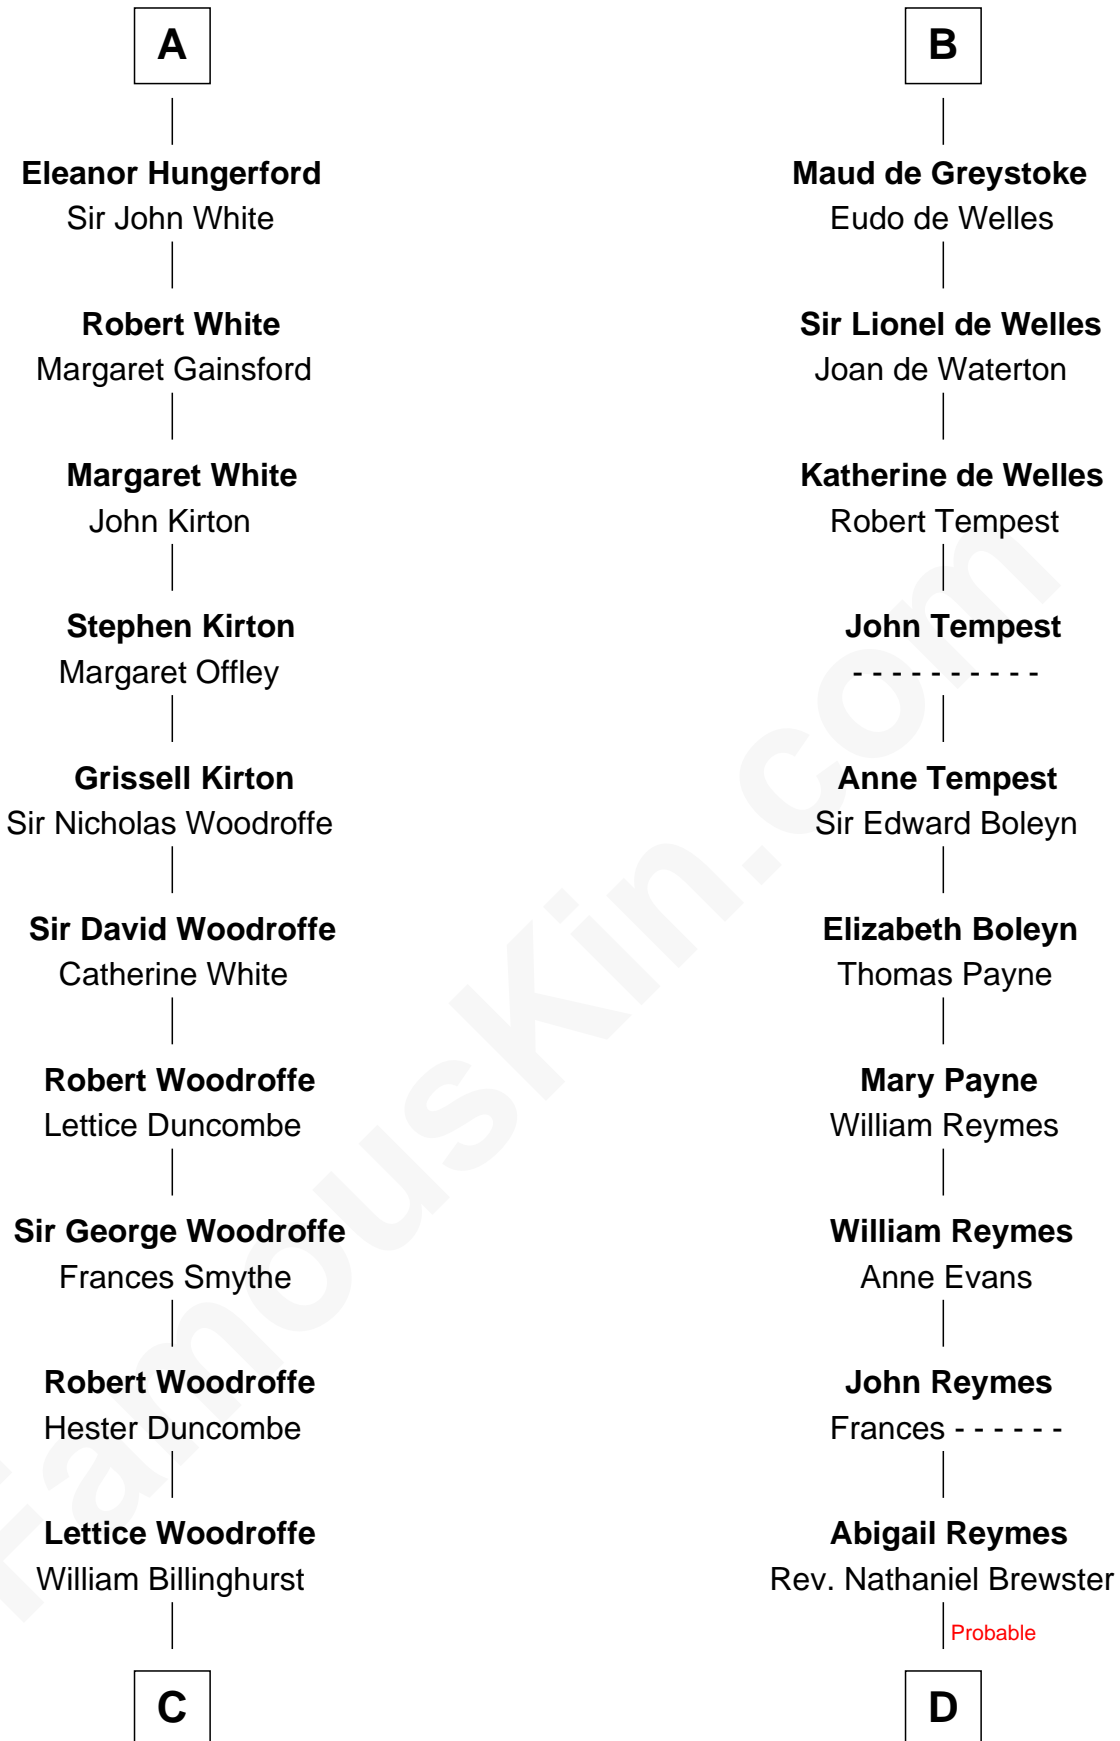 A
Eleanor Hungerford
Sir John White
Robert White
Margaret Gainsford
Margaret White
John Kirton
Stephen Kirton
Margaret Offley
Grissell Kirton
Sir Nicholas Woodroffe
Sir David Woodroffe
Catherine White
Robert Woodroffe
Lettice Duncombe
Sir George Woodroffe
Frances Smythe
Robert Woodroffe
Hester Duncombe
Lettice Woodroffe
William Billinghurst
C
B
Maud de Greystoke
Eudo de Welles
Sir Lionel de Welles
Joan de Waterton
Katherine de Welles
Robert Tempest
John Tempest
- - - - - - - - - -
Anne Tempest
Sir Edward Boleyn
Elizabeth Boleyn
Thomas Payne
Mary Payne
William Reymes
William Reymes
Anne Evans
John Reymes
Frances - - - - - -
Abigail Reymes
Rev. Nathaniel Brewster
Probable
D
FamousKin.com